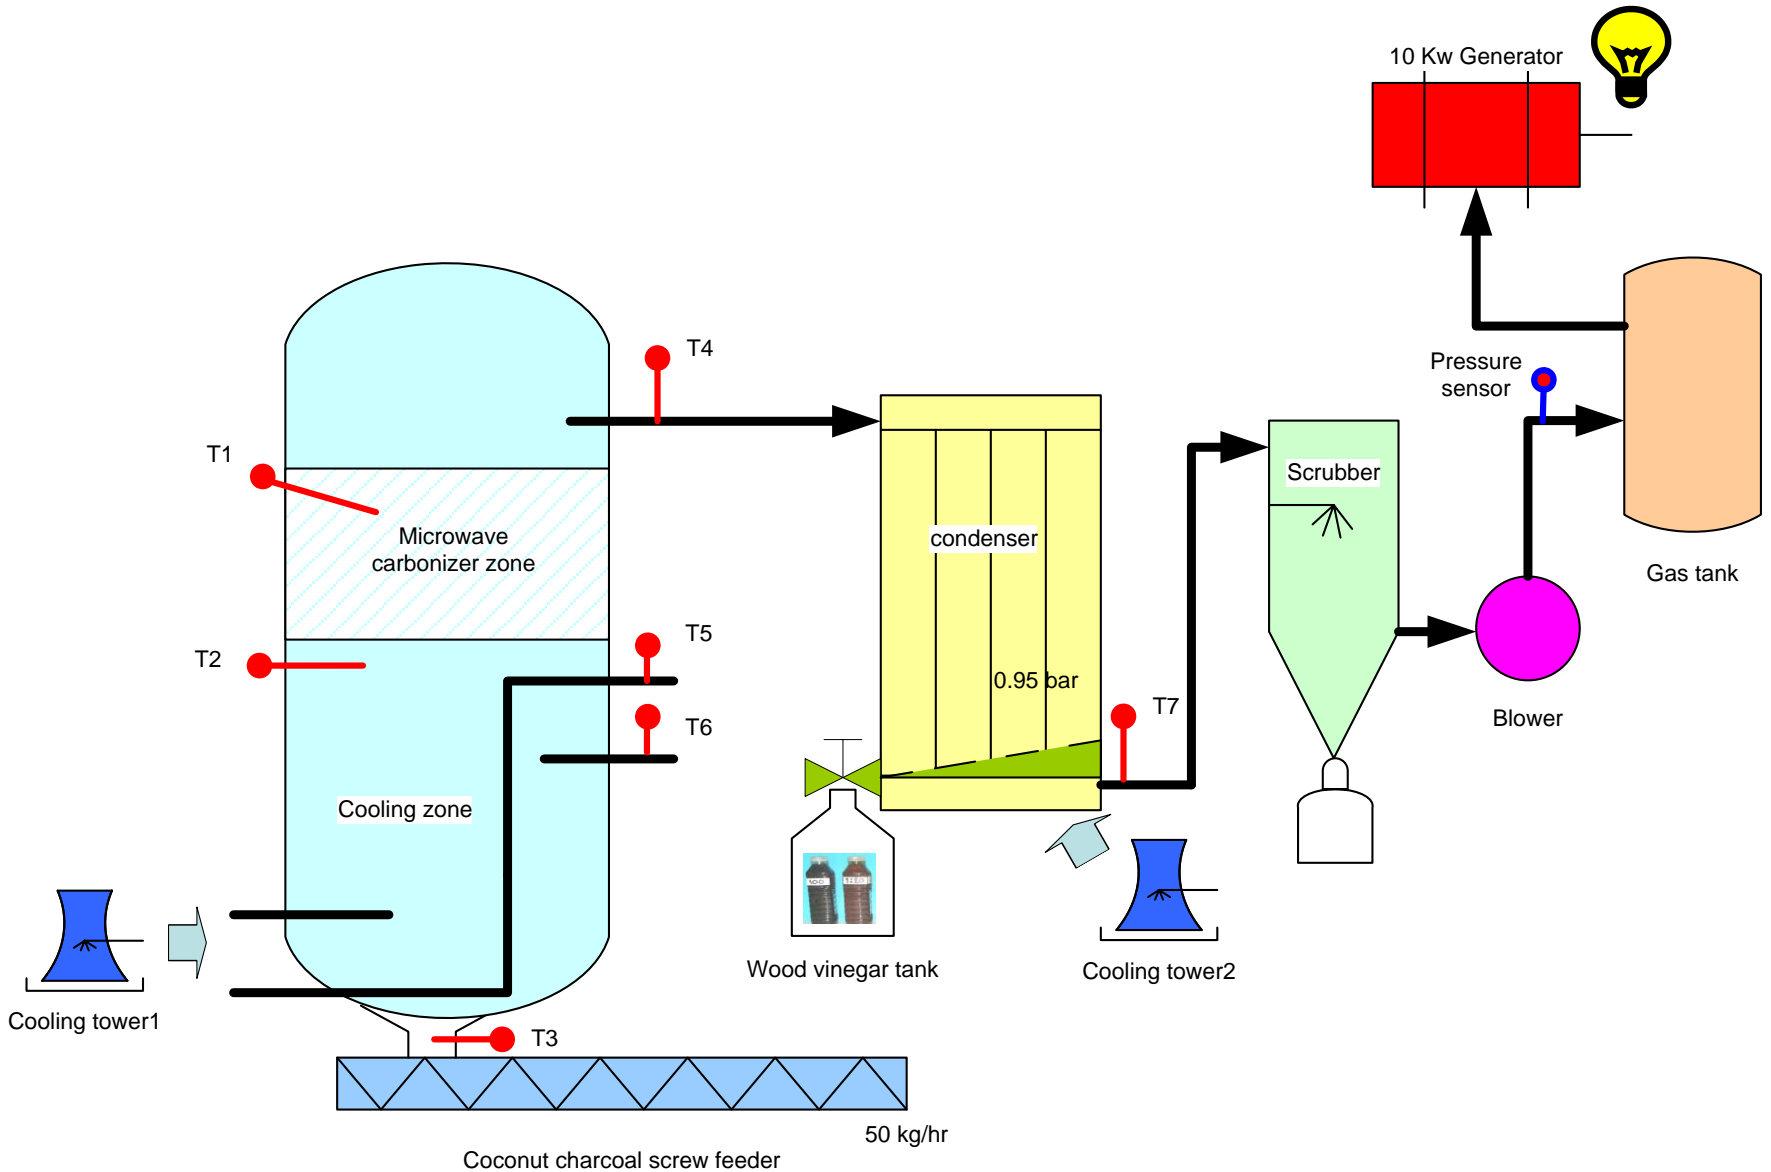 10 Kw Generator
T4
Pressure
sensor
T1
Scrubber
Microwave
carbonizer zone
condenser
Gas tank
T5
T2
0.95 bar
T7
T6
Blower
Cooling zone
Wood vinegar tank
Cooling tower2
Cooling tower1
T3
50 kg/hr
Coconut charcoal screw feeder